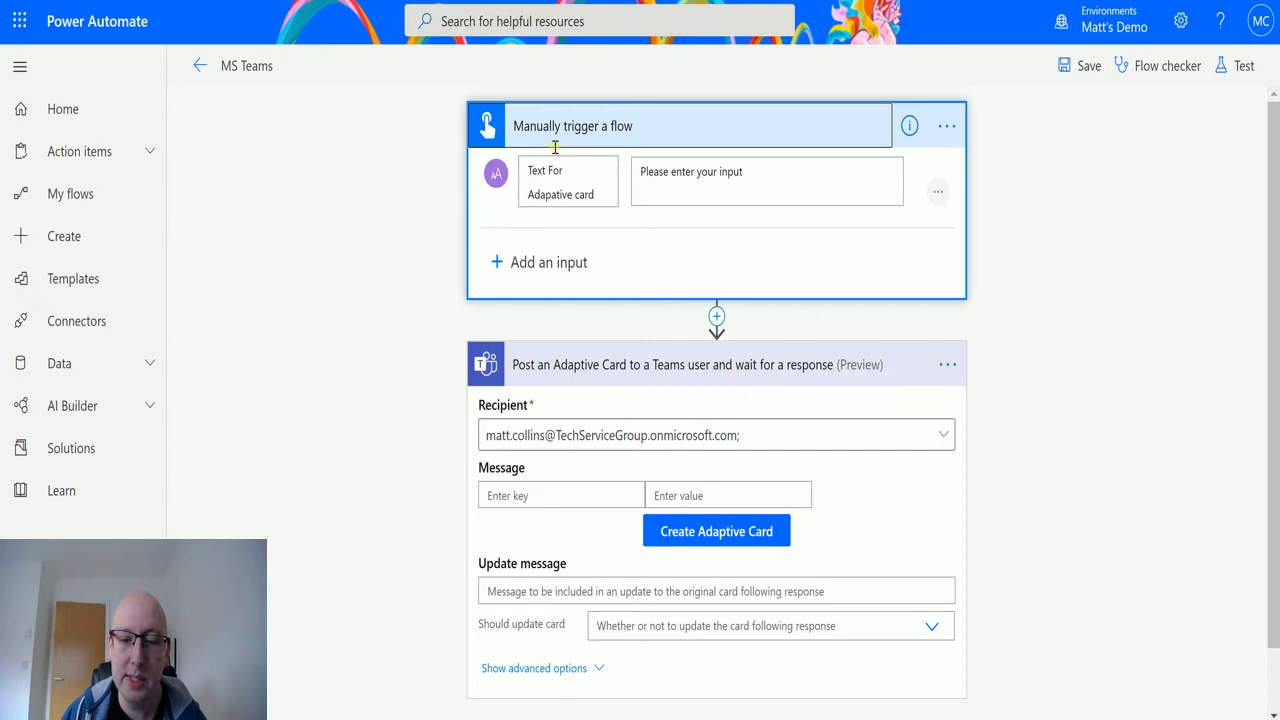 Power Automate
Search for helpful resources
Environments
Matt's Demo
?
MC
MS Teams
Save
Flow checker
Test
Home
Action items
My flows
Create
Templates
Connectors
Data
AI Builder
Solutions
Learn
Manually trigger a flow
AA
Text For
Adapative card
Please enter your input
Add an input
Post an Adaptive Card to a Teams user and wait for a response (Preview)
Recipient*
matt.collins@TechServiceGroup.onmicrosoft.com;
Message
Enter key
Enter value
Create Adaptive Card
Update message
Message to be included in an update to the original card following response
Should update card
Whether or not to update the card following response
Show advanced options